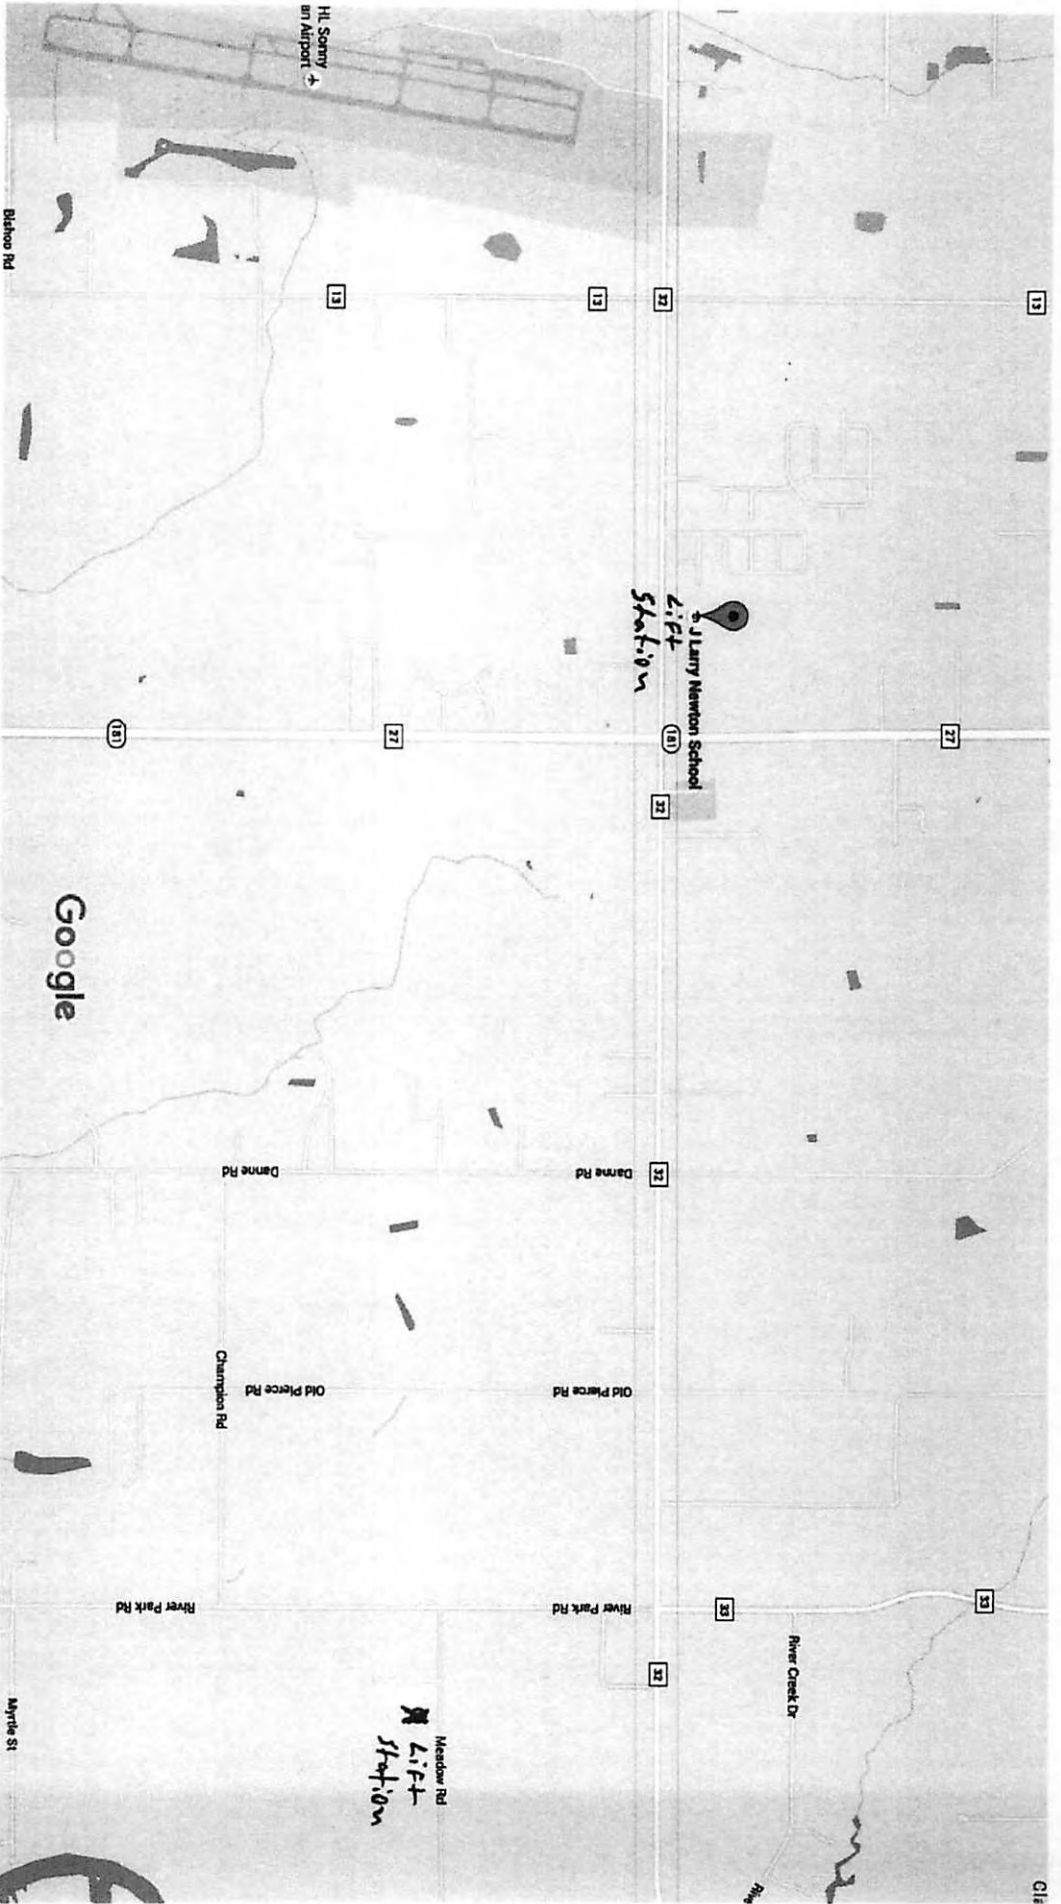 13
33
27
River Creek Dr
33
J Larry Newton School
181
Lift
station
32
32
32
32
13
Danne Rd
Old Pierce Rd
River Park Rd
Meadow Rd
Lift
station
27
13
HL Sonny
an Airport
Danne Rd
Old Pierce Rd
Champion Rd
River Park Rd
181
Google
Bishop Rd
Myrtle St